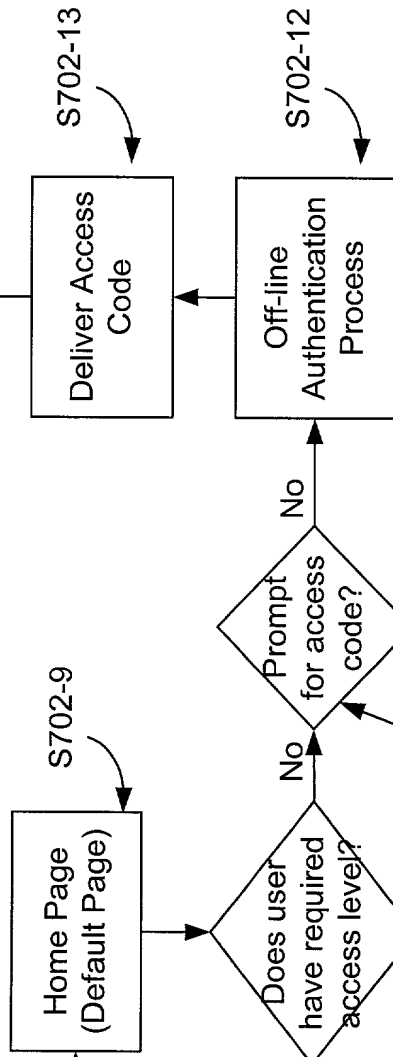 S702-13
Deliver Access
Code
S702-12
Off-line
Authentication
Process
No
Prompt
for access
code?
S702-9
No
Home Page
(Default Page)
Does user
have required
access level?